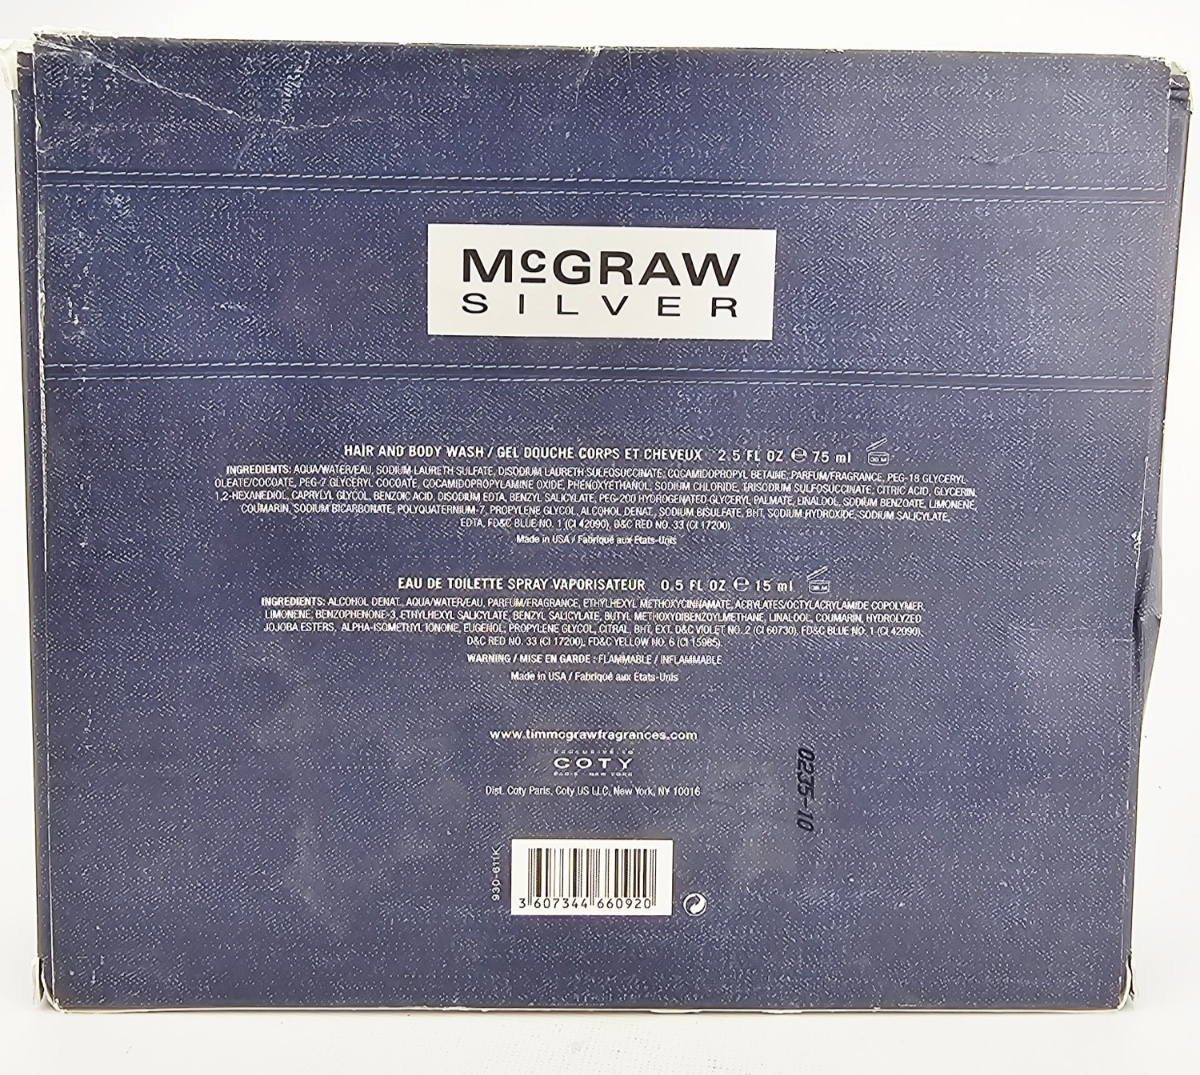 McGRAW
SILVER
HAIR AND BODY WASH / GEL DOUCHE CORPS ET CHEVEUX 2.5 FL OZ ℮ 75 ml
INGREDIENTS: AQUA/WATER/EAU, SODIUM LAURETH SULFATE, DISODIUM LAURETH SULFOSUCCINATE, COCAMIDOPROPYL BETAINE, PARFUM/FRAGRANCE, PEG-18 GLYCERYL
OLEATE/COCOATE, PEG-7 GLYCERYL COCOATE, COCAMIDOPROPYLAMINE OXIDE, PHENOXYETHANOL, SODIUM CHLORIDE, TRISODIUM SULFOSUCCINATE, CITRIC ACID, GLYCERIN,
1,2-HEXANEDIOL, CAPRYLYL GLYCOL, BENZOIC ACID, DISODIUM EDTA, BENZYL SALICYLATE, PEG-200 HYDROGENATED GLYCERYL PALMATE, LINALOOL, SODIUM BENZOATE, LIMONENE,
COUMARIN, SODIUM BICARBONATE, POLYQUATERNIUM-7, PROPYLENE GLYCOL, ALCOHOL DENAT., SODIUM BISULFATE, BHT, SODIUM HYDROXIDE, SODIUM SALICYLATE,
EDTA, FD&C BLUE NO. 1 (CI 42090), D&C RED NO. 33 (CI 17200).
Made in USA / Fabriqué aux États-Unis
EAU DE TOILETTE SPRAY VAPORISATEUR 0.5 FL OZ ℮ 15 ml
INGREDIENTS: ALCOHOL DENAT., AQUA/WATER/EAU, PARFUM/FRAGRANCE, ETHYLHEXYL METHOXYCINNAMATE, ACRYLATES/OCTYLACRYLAMIDE COPOLYMER,
LIMONENE, BENZOPHENONE-3, ETHYLHEXYL SALICYLATE, BENZYL SALICYLATE, BUTYL METHOXYDIBENZOYLMETHANE, LINALOOL, COUMARIN, HYDROLYZED
JOJOBA ESTERS, ALPHA-ISOMETHYL IONONE, EUGENOL, PROPYLENE GLYCOL, CITRAL, BHT, EXT. D&C VIOLET NO. 2 (CI 60730), FD&C BLUE NO. 1 (CI 42090),
D&C RED NO. 33 (CI 17200), FD&C YELLOW NO. 6 (CI 15985).
WARNING / MISE EN GARDE : FLAMMABLE / INFLAMMABLE
Made in USA / Fabriqué aux États-Unis
www.timmcgrawfragrances.com
COTY
PARIS - NEW YORK
Dist. Coty Paris, Coty US LLC, New York, NY 10016
0235-10
930-611K
3 607344 660920